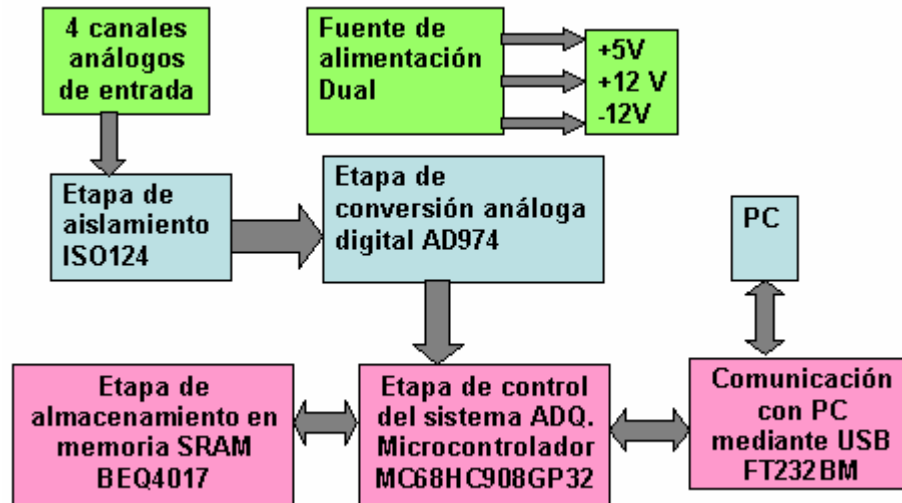 4 canales
análogos
de entrada
Fuente de
alimentación
Dual
+5V
+12 V
-12V
Etapa de
aislamiento
ISO124
Etapa de
conversión análoga
digital AD974
PC
Etapa de
almacenamiento en
memoria SRAM
BEQ4017
Etapa de control
del sistema ADQ.
Microcontrolador
MC68HC908GP32
Comunicación
con PC
mediante USB
FT232BM